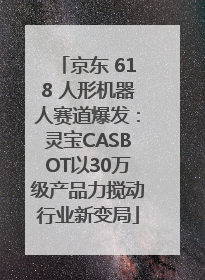 「京东 61
8 人形机器
人赛道爆发：
灵宝CASB
OT以30万
级产品力搅动
行业新变局」